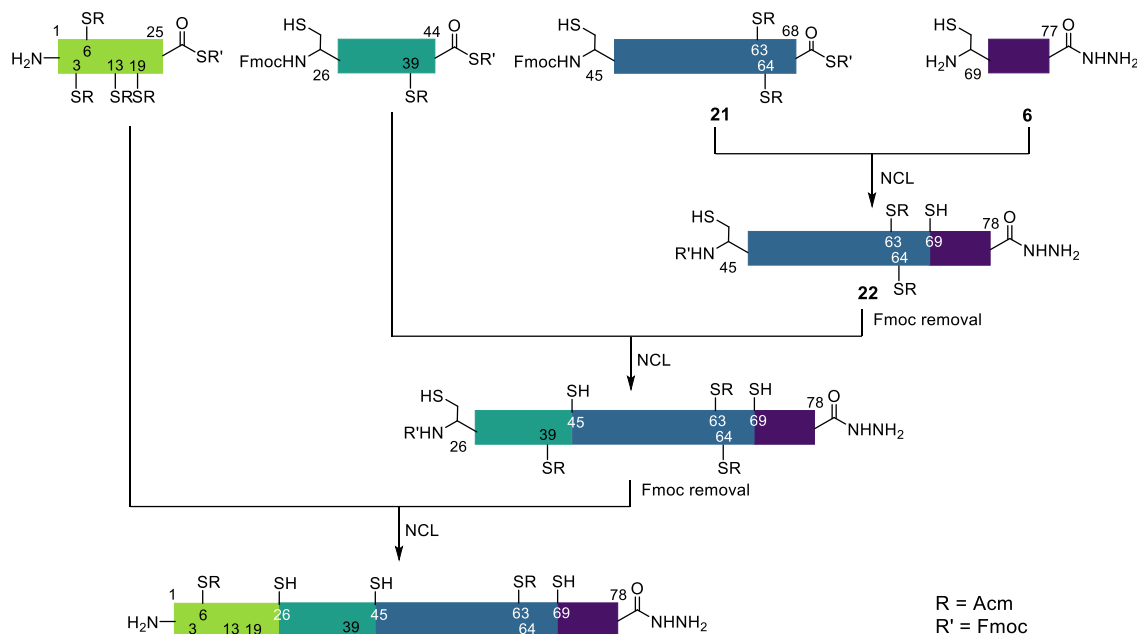 1
SR
25
O
H₂N
6
SR'
3
13
19
SR
SR
SR
HS
44
O
FmocHN
SR'
26
39
SR
HS
SR
68
O
FmocHN
63
SR'
45
64
SR
21
HS
77
O
H₂N
NHNH₂
69
6
NCL
HS
SR
SH
78
O
R'HN
63
69
NHNH₂
45
64
SR
22
Fmoc removal
NCL
HS
SH
SR
SH
78
O
R'HN
45
63
69
NHNH₂
26
39
64
SR
SR
Fmoc removal
NCL
1
SR
SH
SH
SR
SH
78
O
H₂N
6
26
45
63
69
NHNH₂
3
13
19
39
64
R = Acm
R' = Fmoc